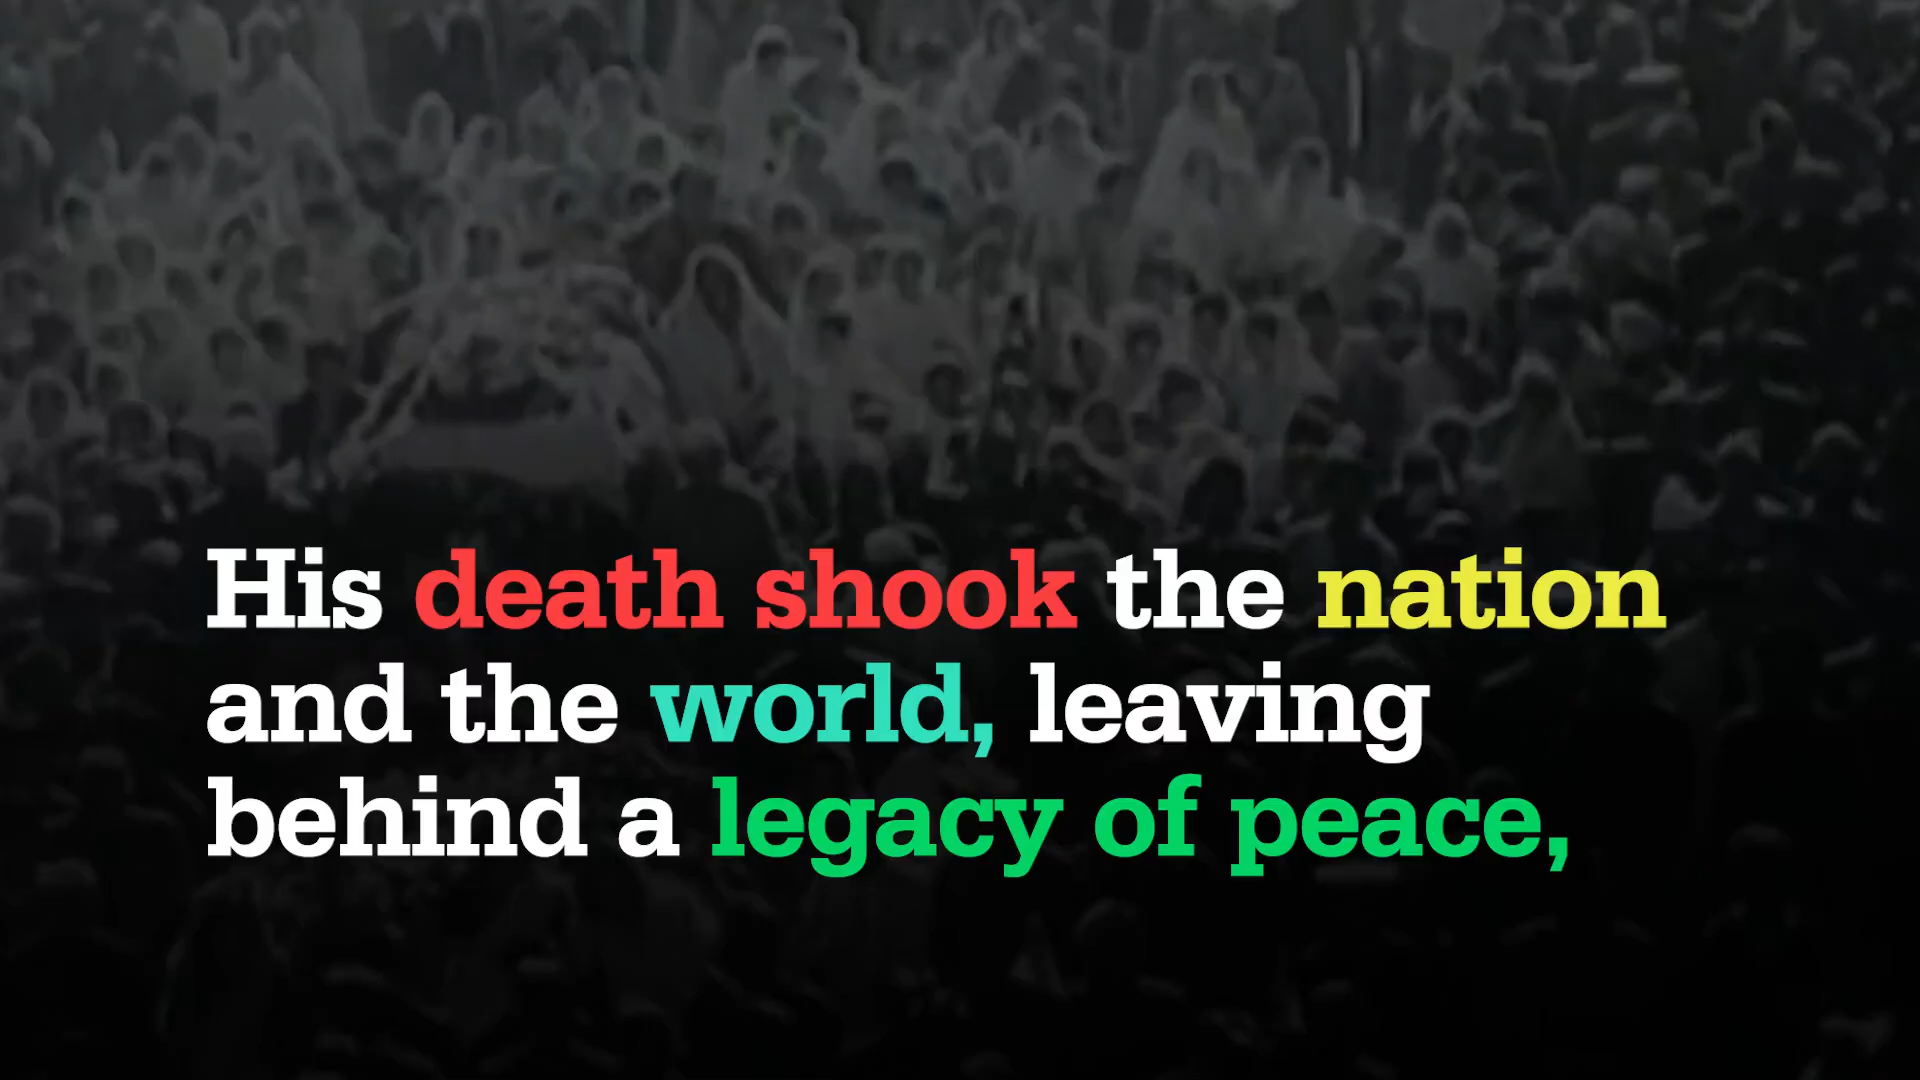 His death shook the nation
and the world, leaving
behind a legacy of peace,